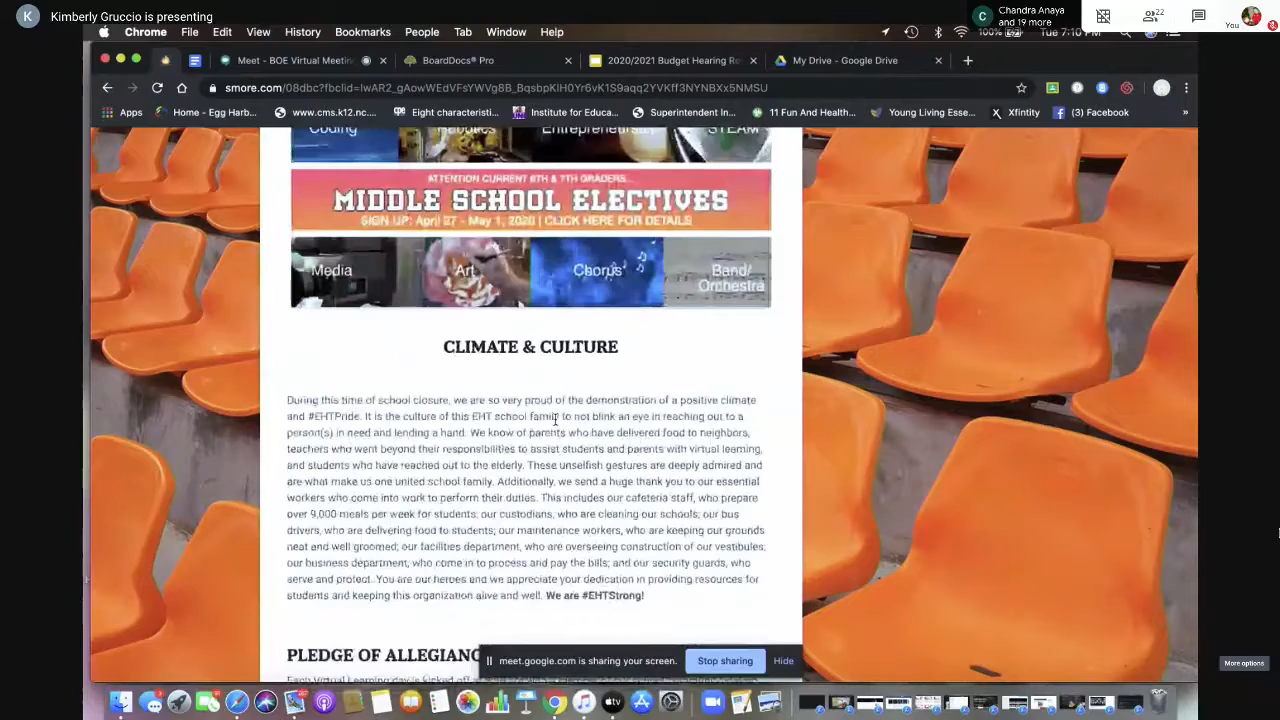 Kimberly Gruccio is presenting
Chandra Anaya
and 19 more
22
You
Chrome File Edit View History Bookmarks People Tab Window Help
100% Tue 7:10 PM
Meet - BOE Virtual Meetin
BoardDocs® Pro
2020/2021 Budget Hearing Ro
My Drive - Google Drive
Apps
Home - Egg Harb...
www.cms.k12.nc....
Eight characteristi...
Institute for Educa...
Superintendent In...
11 Fun And Health...
Young Living Esse...
Xfinity
(3) Facebook
Coding Robotics Entrepreneurship STEAM
ATTENTION CURRENT 6TH & 7TH GRADERS...
MIDDLE SCHOOL ELECTIVES
SIGN UP: April 27 - May 1, 2020 | CLICK HERE FOR DETAILS
Media Art Chorus Band/
Orchestra
CLIMATE & CULTURE
During this time of school closure, we are so very proud of the demonstration of a positive climate
and #EHTPride. It is the culture of this EHT school family to not blink an eye in reaching out to a
person(s) in need and lending a hand. We know of parents who have delivered food to neighbors,
teachers who went beyond their responsibilities to assist students and parents with virtual learning,
and students who have reached out to the elderly. These unselfish gestures are deeply admired and
are what make us one united school family. Additionally, we send a huge thank you to our essential
workers who come into work to perform their duties. This includes our cafeteria staff, who prepare
over 9,000 meals per week for students; our custodians, who are cleaning our schools; our bus
drivers, who are delivering food to students; our maintenance workers, who are keeping our grounds
neat and well groomed; our facilities department, who are overseeing construction of our vestibules;
our business department, who come in to process and pay the bills; and our security guards, who
serve and protect. You are our heroes and we appreciate your dedication in providing resources for
students and keeping this organization alive and well. We are #EHTStrong!
PLEDGE OF ALLEGIANC
meet.google.com is sharing your screen.
Stop sharing
Hide
More options